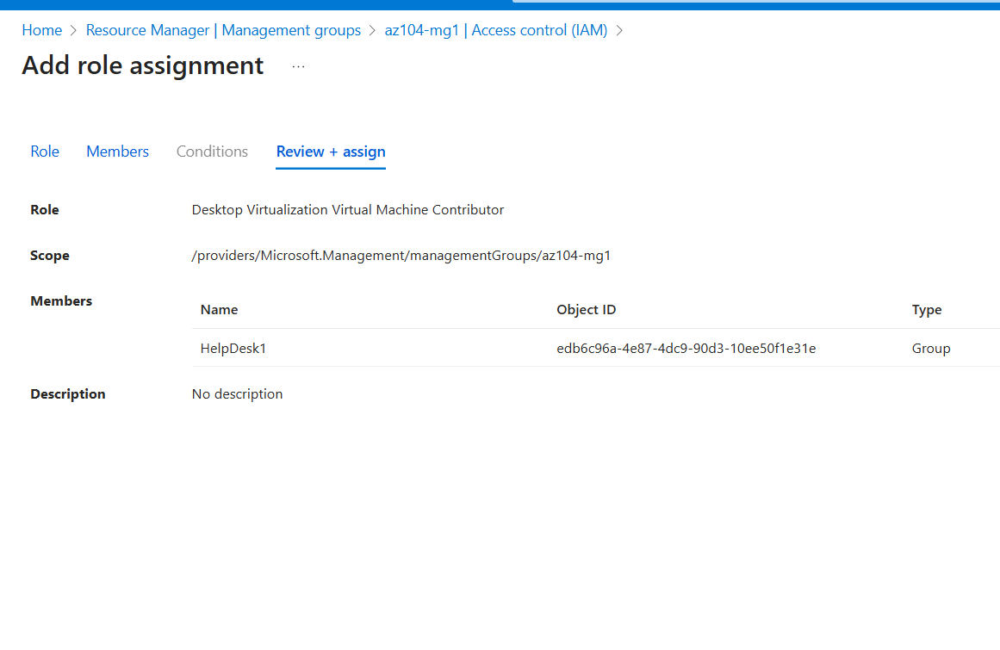 Home > Resource Manager | Management groups > az104-mg1 | Access control (IAM) >
Add role assignment ...
Role Members Conditions Review + assign
Role Desktop Virtualization Virtual Machine Contributor
Scope /providers/Microsoft.Management/managementGroups/az104-mg1
Members
Name Object ID Type
HelpDesk1 edb6c96a-4e87-4dc9-90d3-10ee50f1e31e Group
Description No description